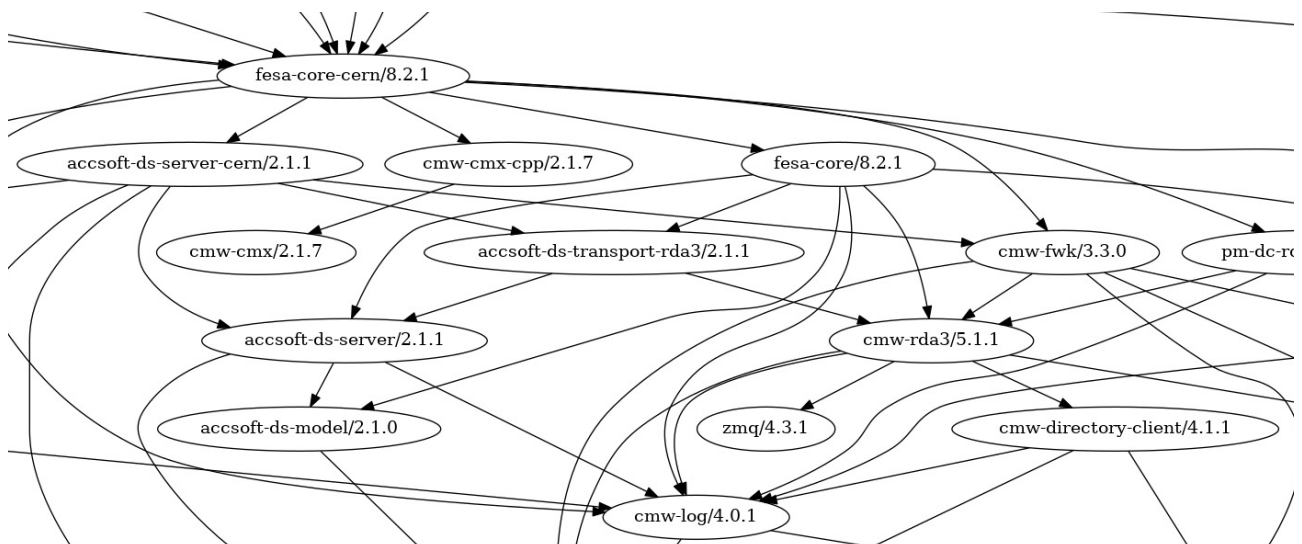 fesa-core-cern/8.2.1
accsoft-ds-server-cern/2.1.1
cmw-cmx-cpp/2.1.7
fesa-core/8.2.1
cmw-cmx/2.1.7
accsoft-ds-transport-rda3/2.1.1
cmw-fwk/3.3.0
accsoft-ds-server/2.1.1
cmw-rda3/5.1.1
accsoft-ds-model/2.1.0
zmq/4.3.1
cmw-directory-client/4.1.1
cmw-log/4.0.1